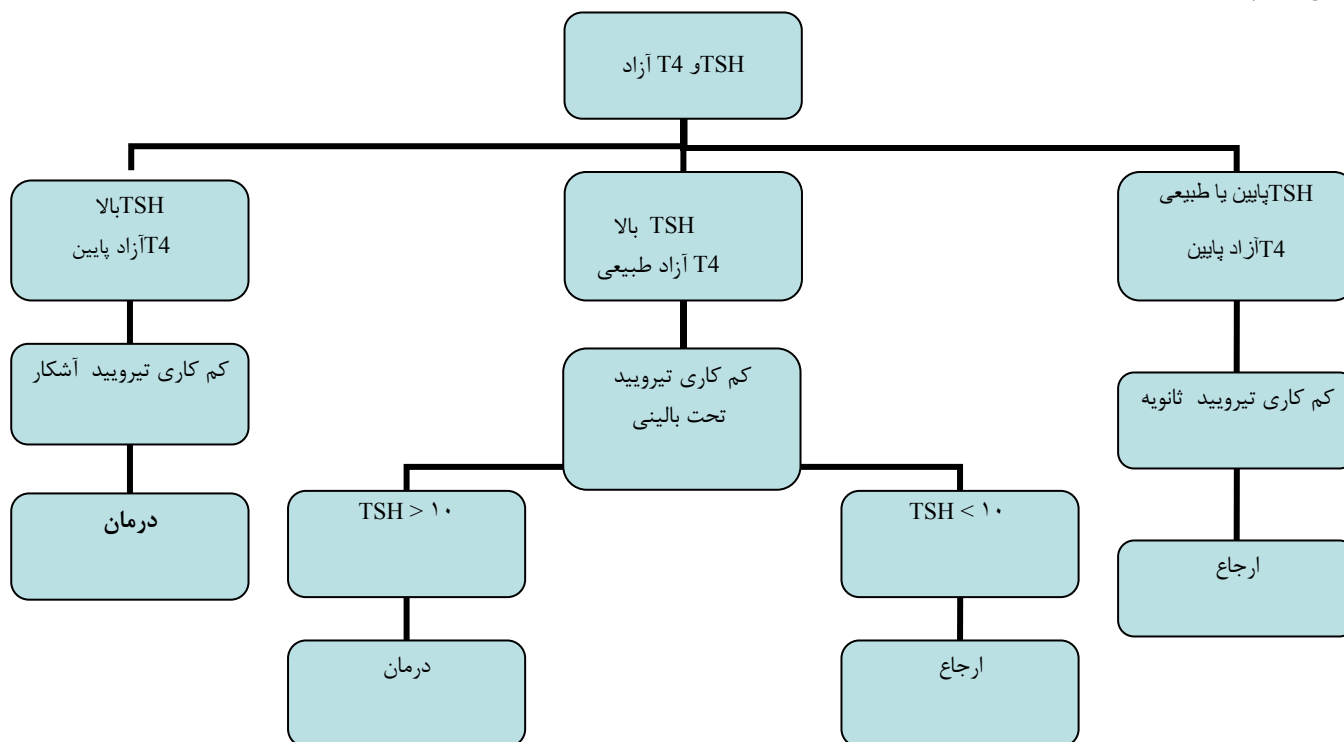 TSHو T4 آزاد
TSHپایین یا طبیعی
T4آزاد پایین
TSH بالا
T4 آزاد طبیعی
TSHبالا
T4آزاد پایین
کم کاری تیرویید ثانویه
کم کاری تیرویید
تحت بالینی
کم کاری تیرویید آشکار
TSH < ۱۰
TSH > ۱۰
درمان
ارجاع
ارجاع
درمان